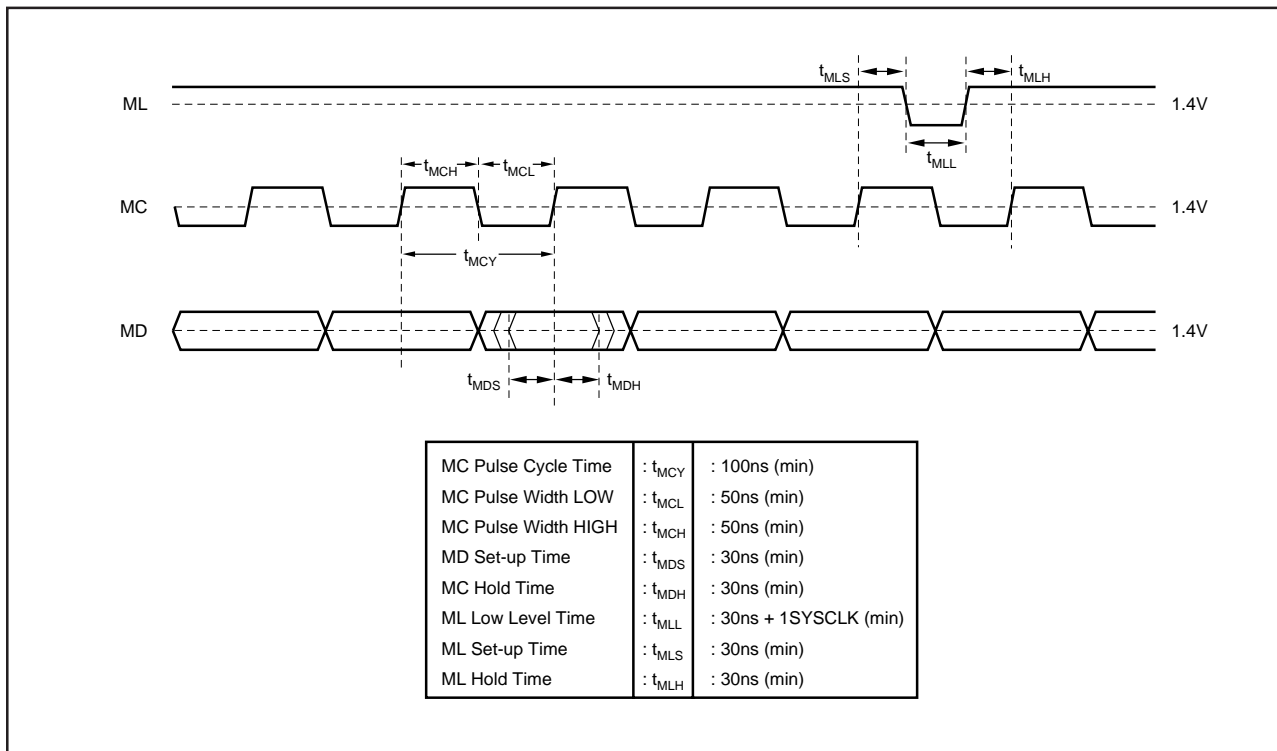 tMLS tMLH
ML 1.4V
tMLL
tMCH tMCL
MC 1.4V
tMCY
MD 1.4V
tMDS tMDH
MC Pulse Cycle Time : tMCY : 100ns (min)
MC Pulse Width LOW : tMCL : 50ns (min)
MC Pulse Width HIGH : tMCH : 50ns (min)
MD Set-up Time : tMDS : 30ns (min)
MC Hold Time : tMDH : 30ns (min)
ML Low Level Time : tMLL : 30ns + 1SYSCLK (min)
ML Set-up Time : tMLS : 30ns (min)
ML Hold Time : tMLH : 30ns (min)